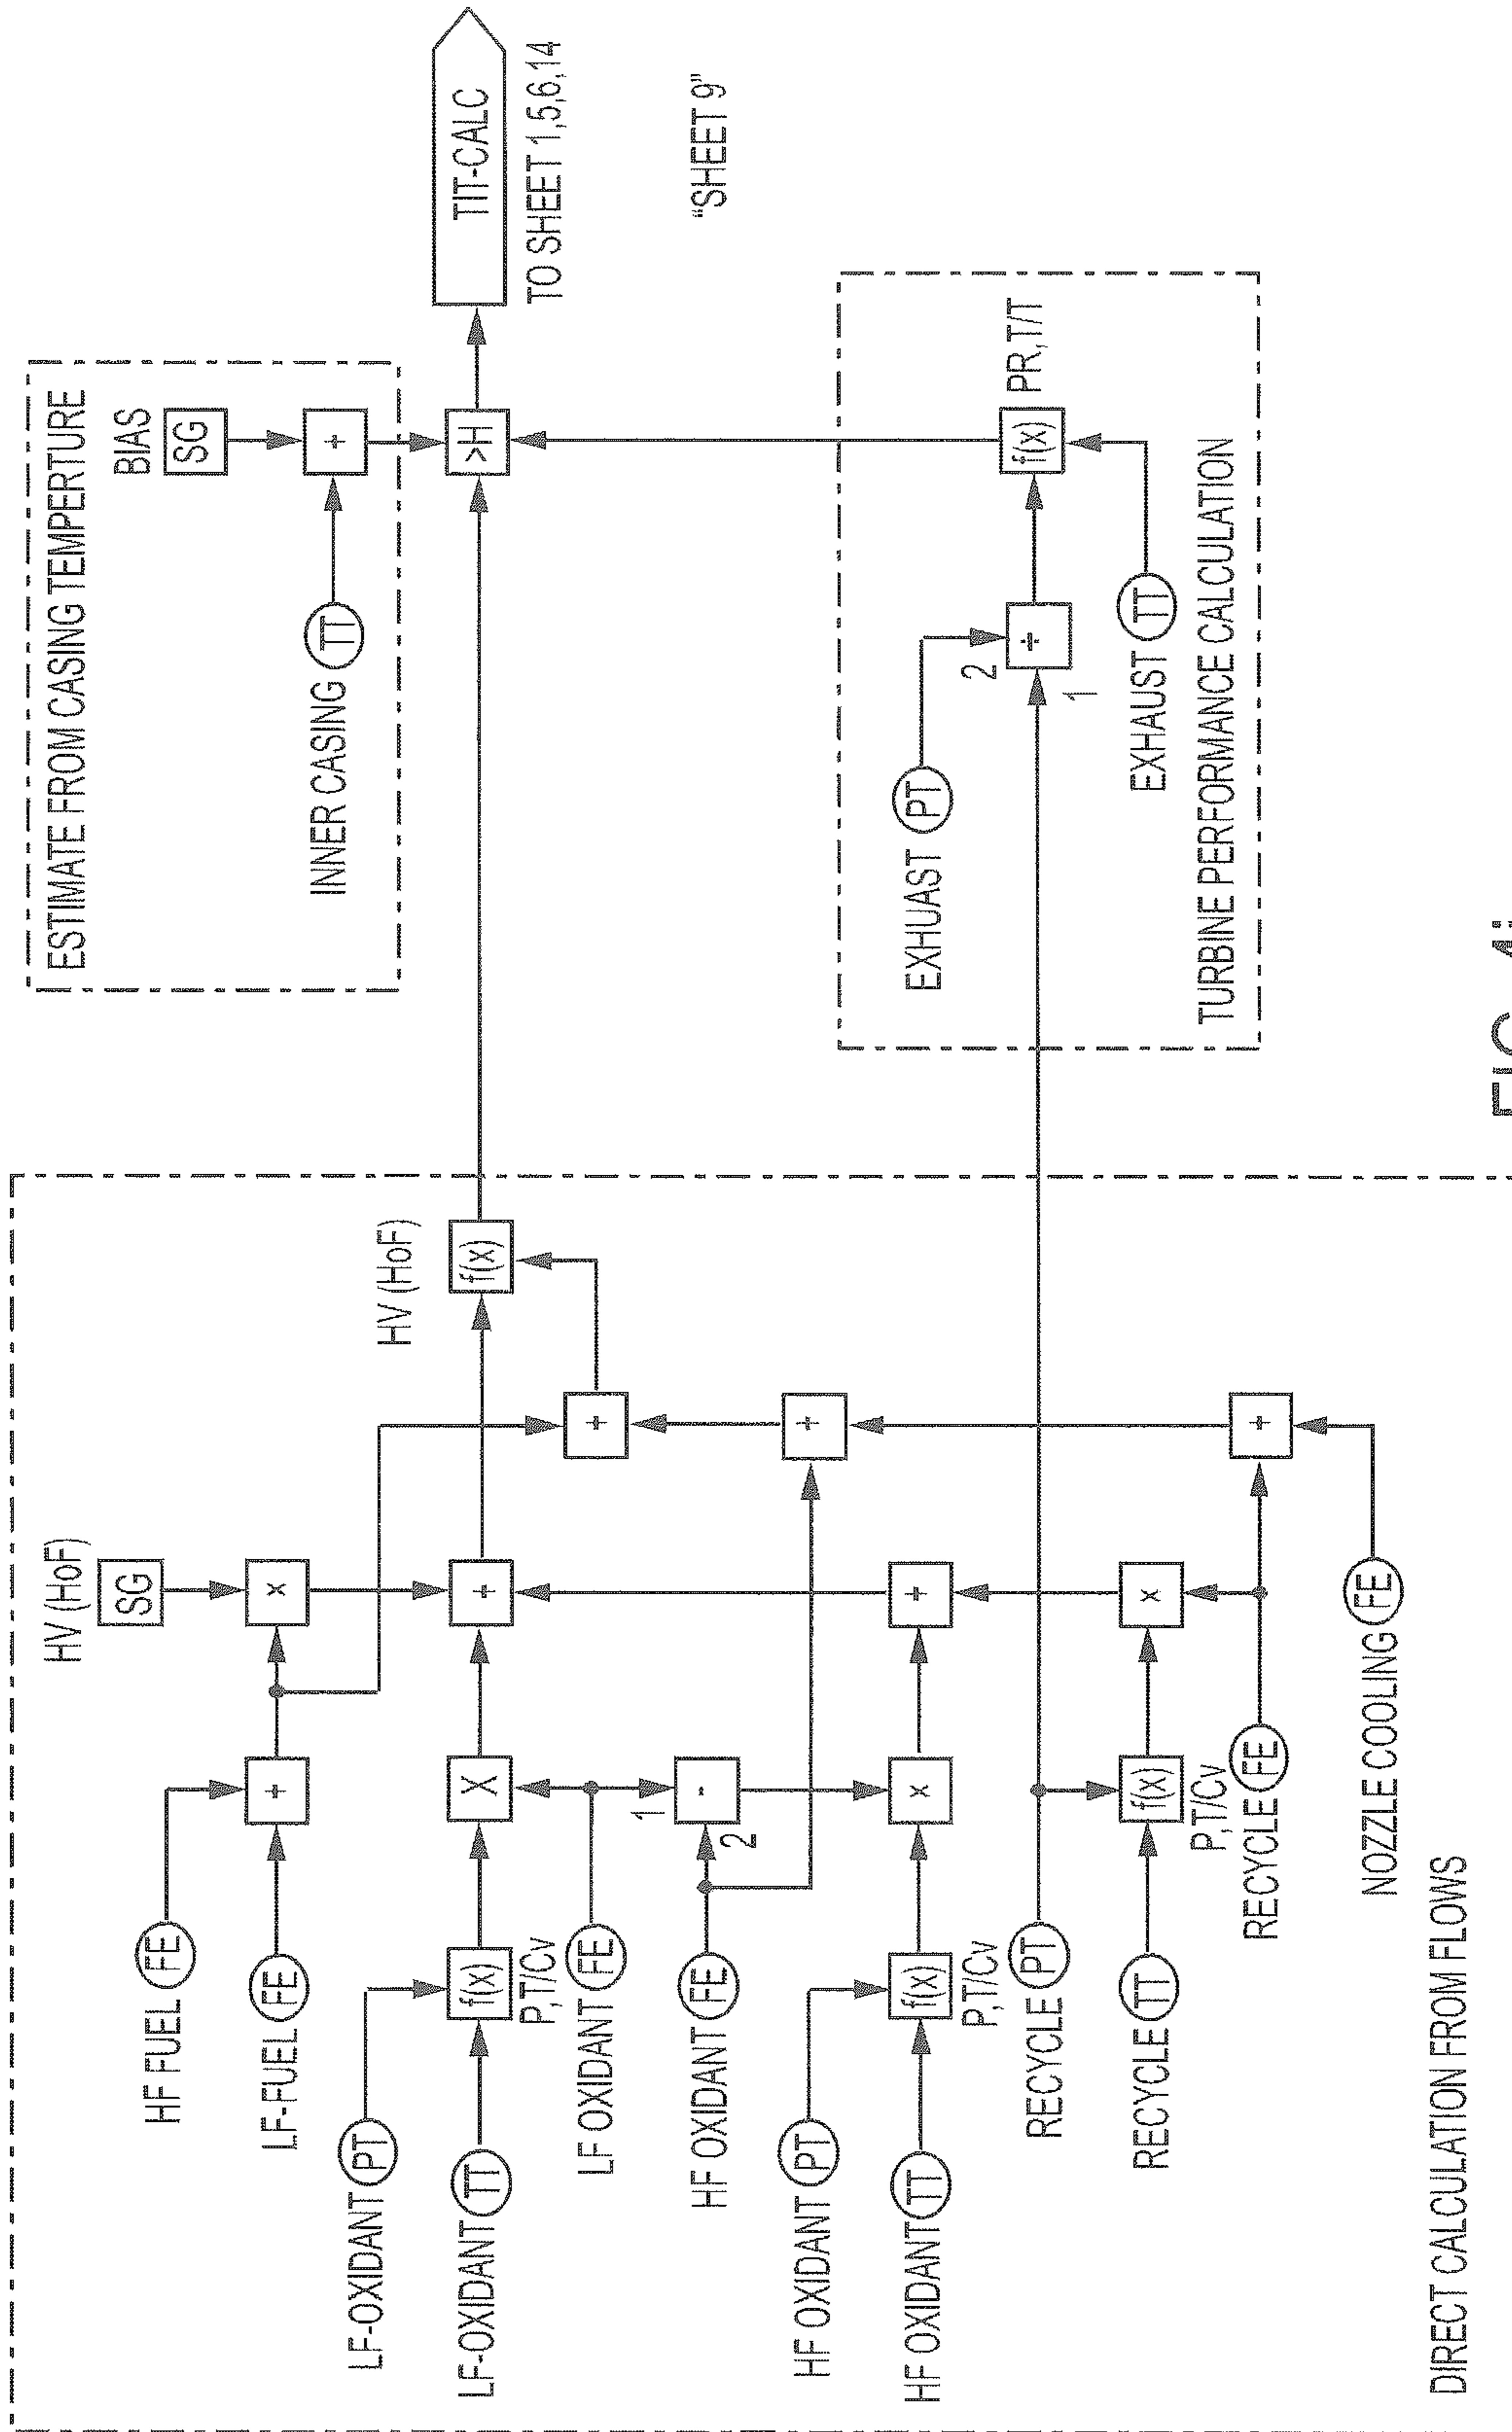 HF FUEL FE
+
LF-FUEL FE
HV (HoF)
SG
x
LF-OXIDANT PT
LF-OXIDANT TT
f(x)
P,T/Cv
X
+
HV (HoF)
f(x)
LF OXIDANT FE
1
-
2
HF OXIDANT FE
+
+
HF OXIDANT PT
HF OXIDANT TT
f(x)
P,T/Cv
x
+
RECYCLE PT
RECYCLE TT
f(x)
P,T/Cv
x
RECYCLE FE
+
NOZZLE COOLING FE
DIRECT CALCULATION FROM FLOWS
ESTIMATE FROM CASING TEMPERTURE
BIAS
SG
INNER CASING TT
+
>H
TIT-CALC
TO SHEET 1,5,6,14
"SHEET 9"
EXHUAST PT
2
÷
1
f(x)
PR,T/T
EXHAUST TT
TURBINE PERFORMANCE CALCULATION